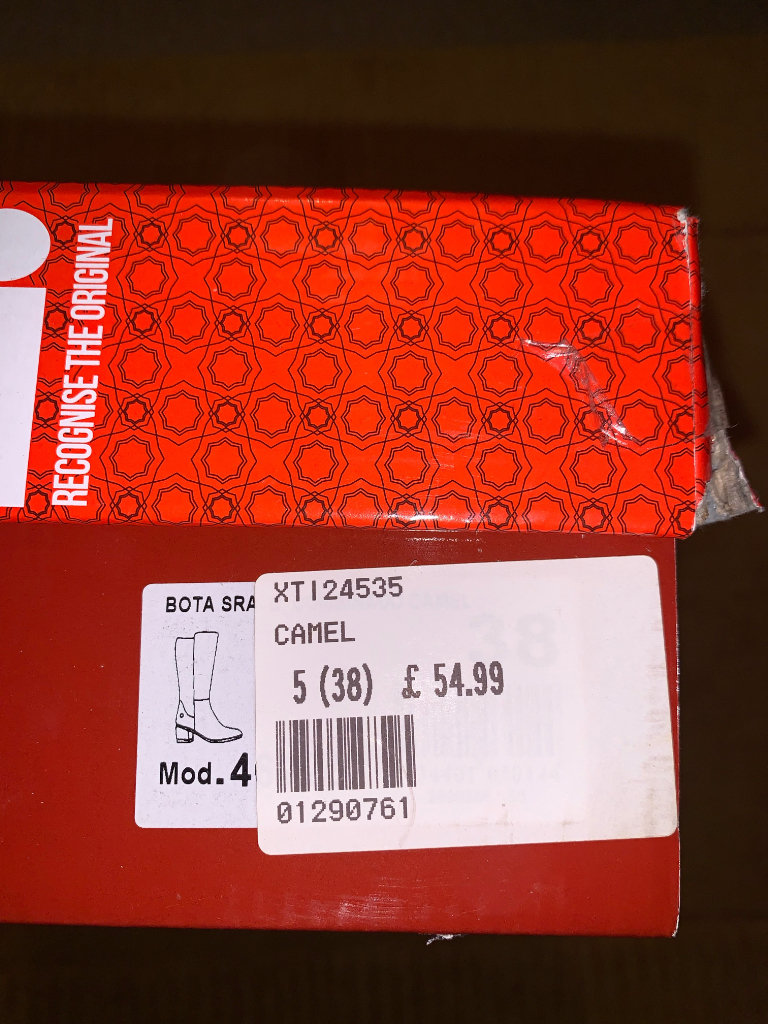 RECOGNISE THE ORIGINAL
BOTA SRA
XTI24535
CAMEL
5 (38) £ 54.99
Mod. 4
01290761